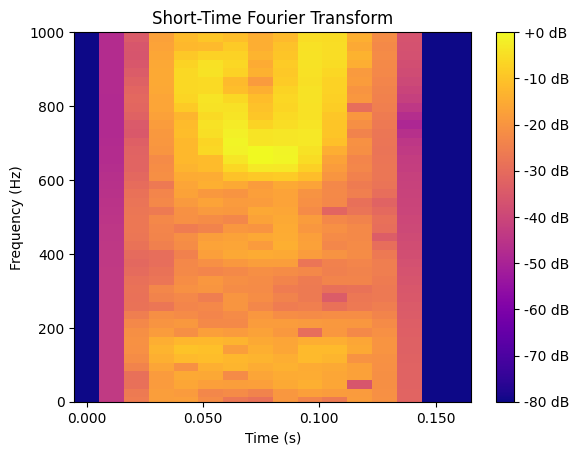 Short-Time Fourier Transform
1000
800
600
400
200
0
Frequency (Hz)
0.000
0.050
0.100
0.150
Time (s)
+0 dB
-10 dB
-20 dB
-30 dB
-40 dB
-50 dB
-60 dB
-70 dB
-80 dB